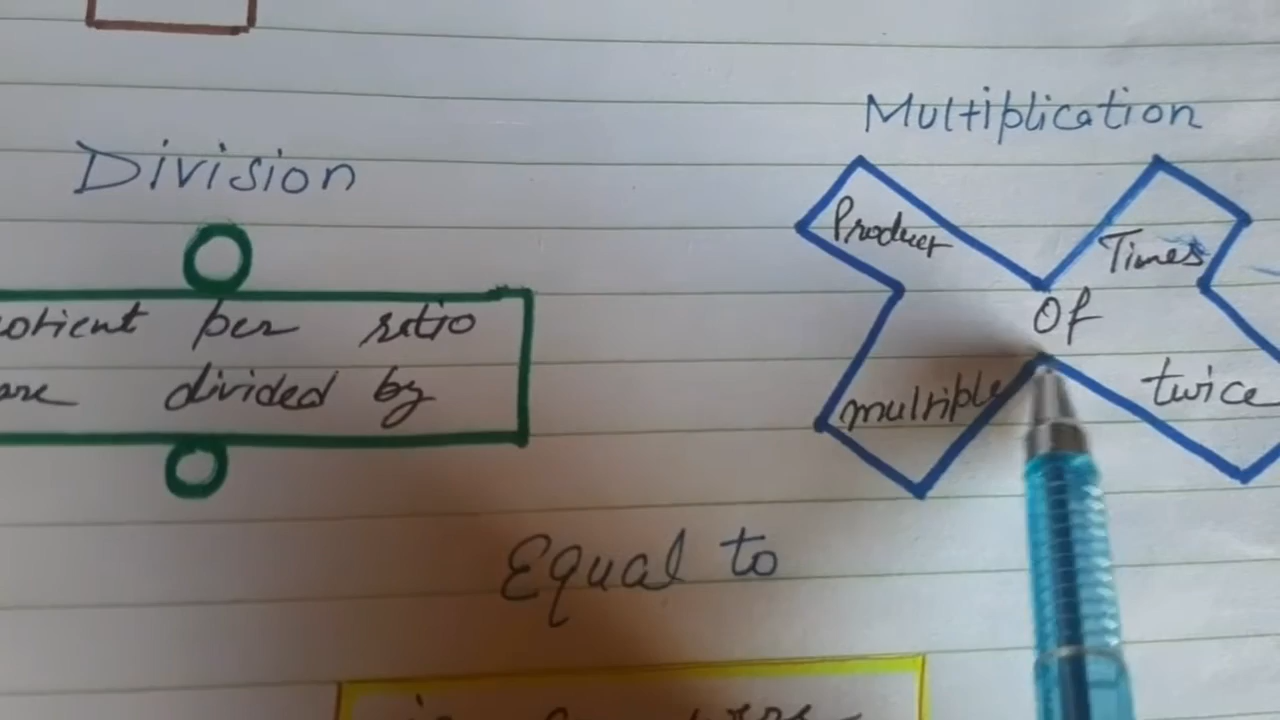 Multiplication
Division
Product Times
Of
multiple twice
otient per ratio
are divided by
Equal to